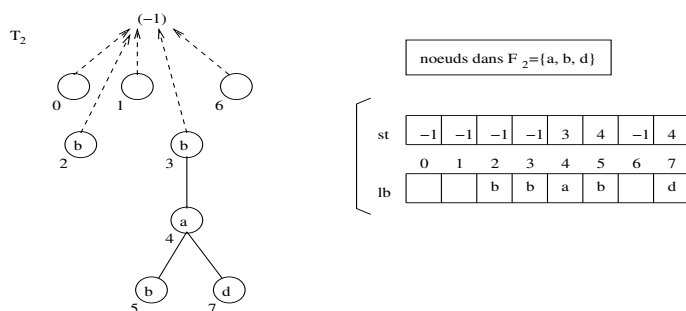 (−1)
T2
noeuds dans F 2={a, b, d}
0
1
6
b
b
2
3
st −1 −1 −1 −1 3 4 −1 4
0 1 2 3 4 5 6 7
lb b b a b d
a
4
b
d
5
7